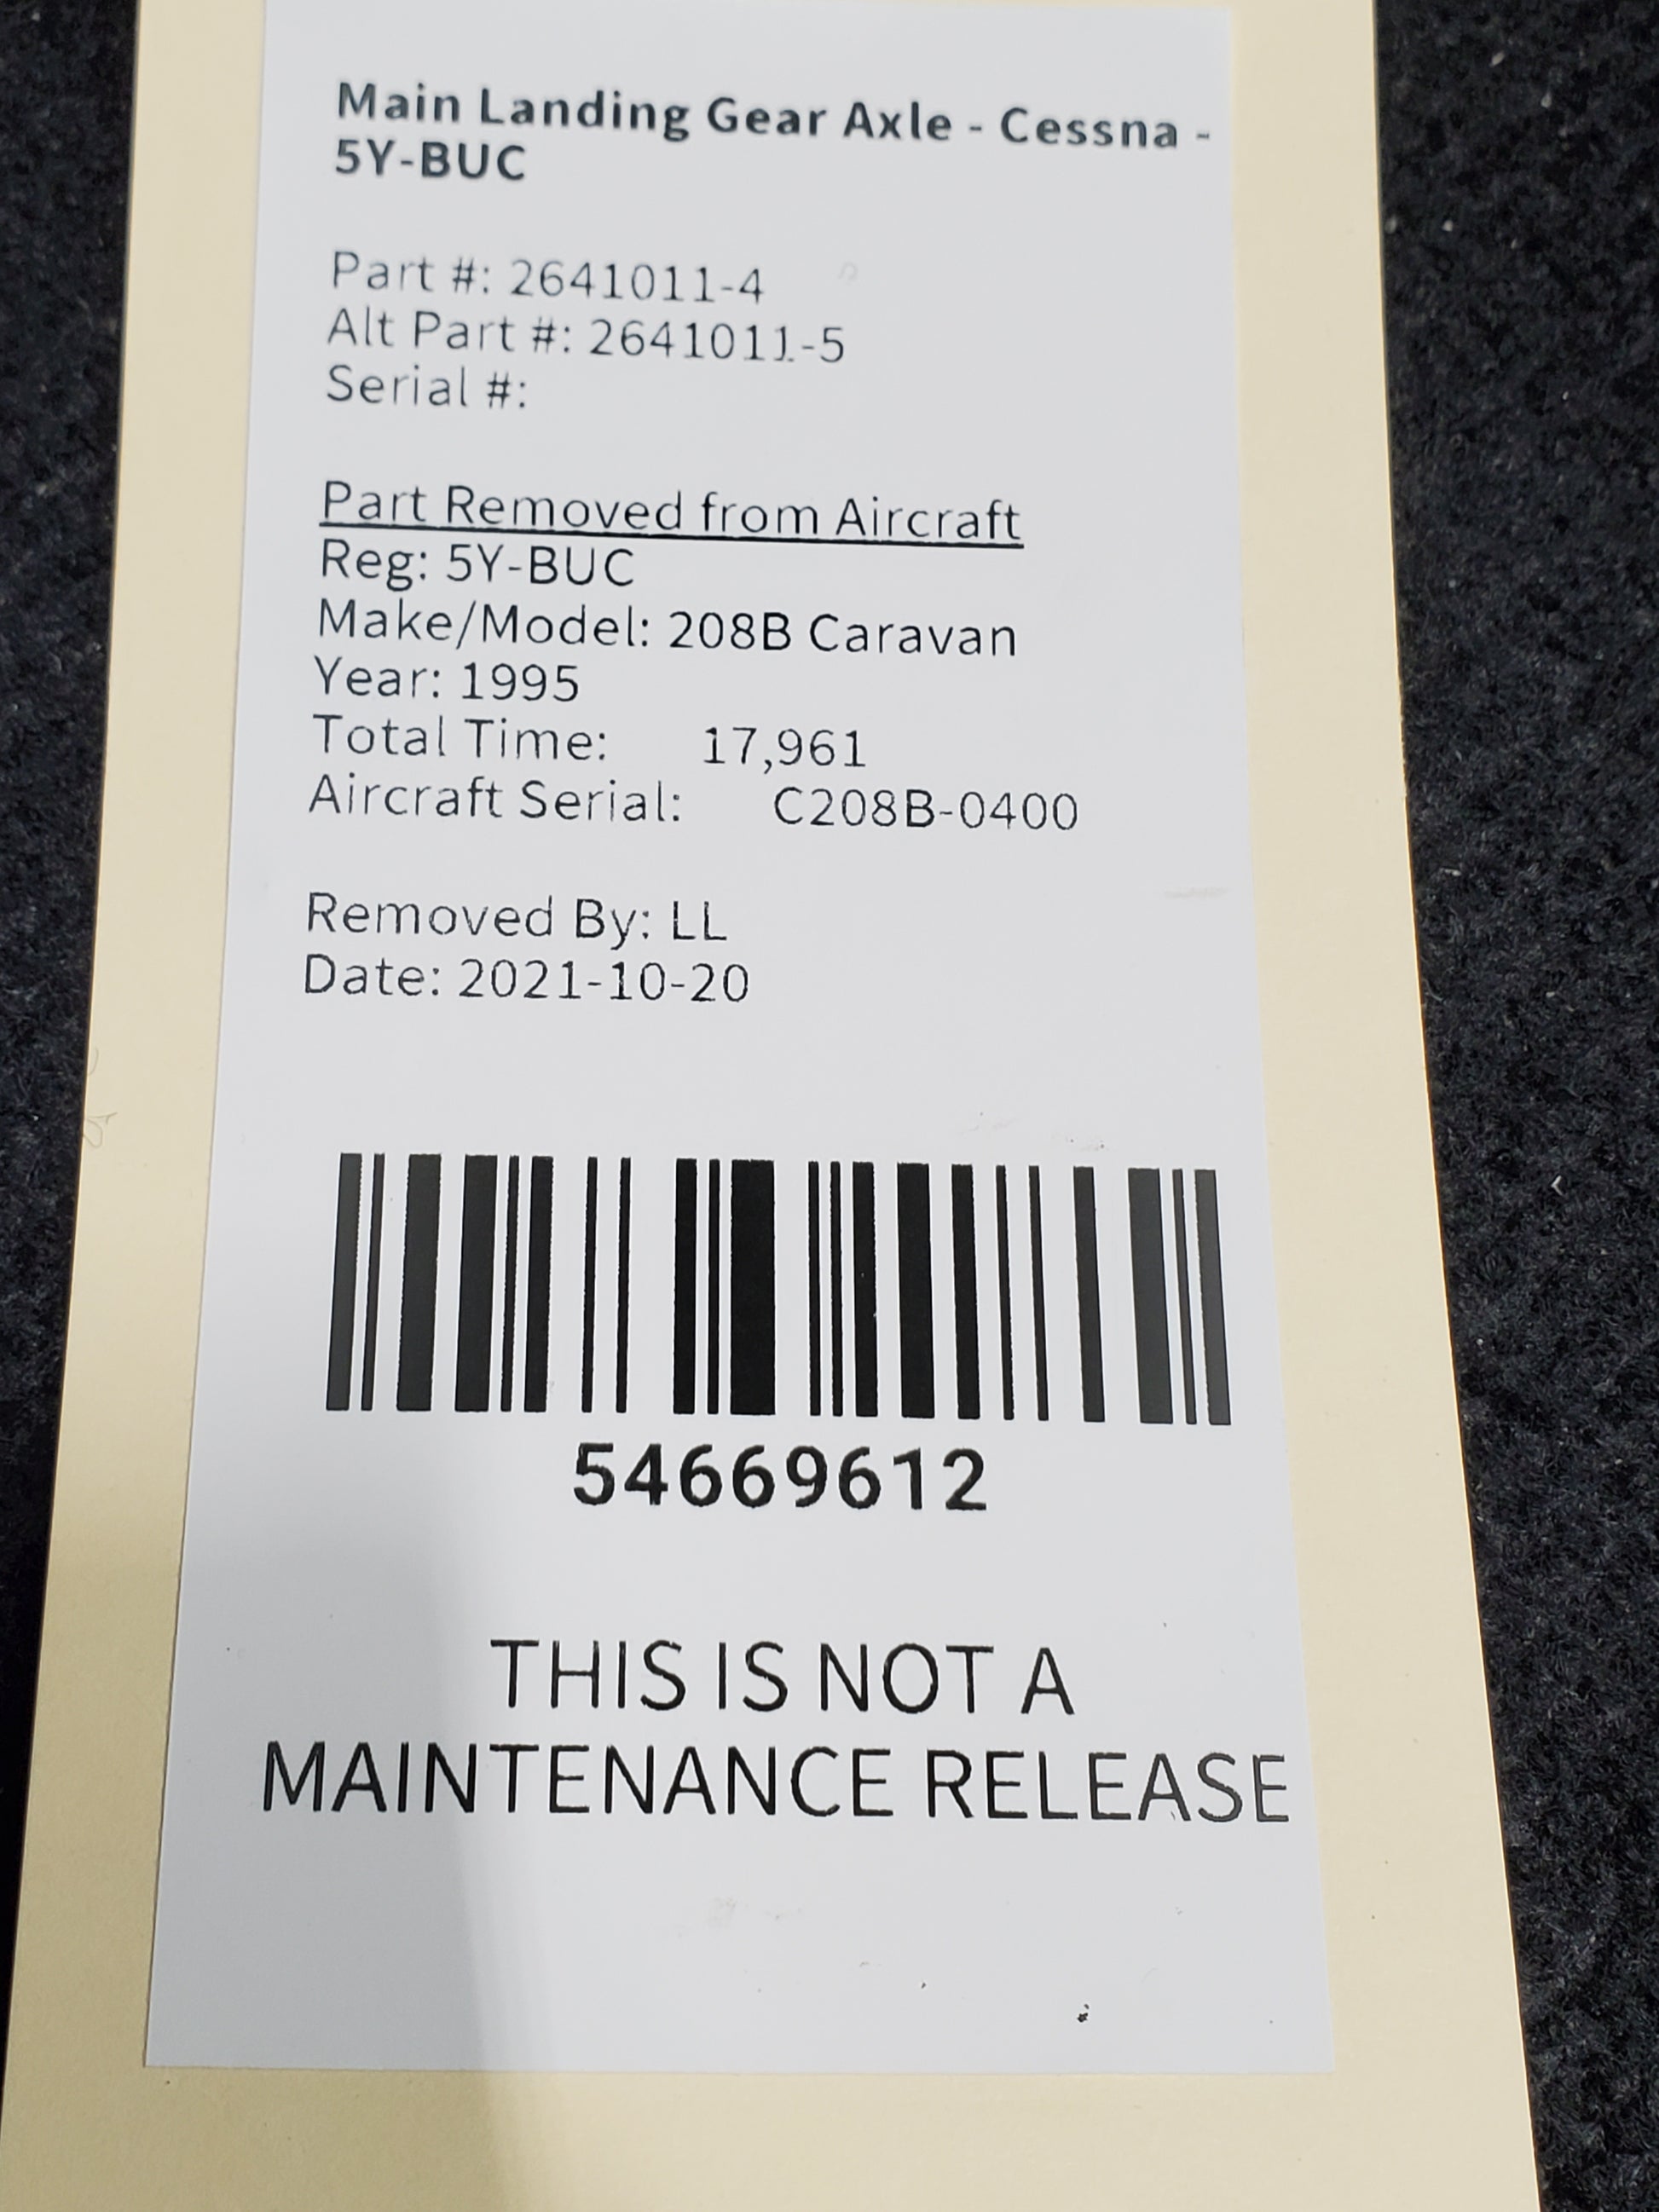 Main Landing Gear Axle - Cessna -
5Y-BUC
Part #: 2641011-4
Alt Part #: 2641011-5
Serial #:
Part Removed from Aircraft
Reg: 5Y-BUC
Make/Model: 208B Caravan
Year: 1995
Total Time: 17,961
Aircraft Serial: C208B-0400
Removed By: LL
Date: 2021-10-20
54669612
THIS IS NOT A
MAINTENANCE RELEASE